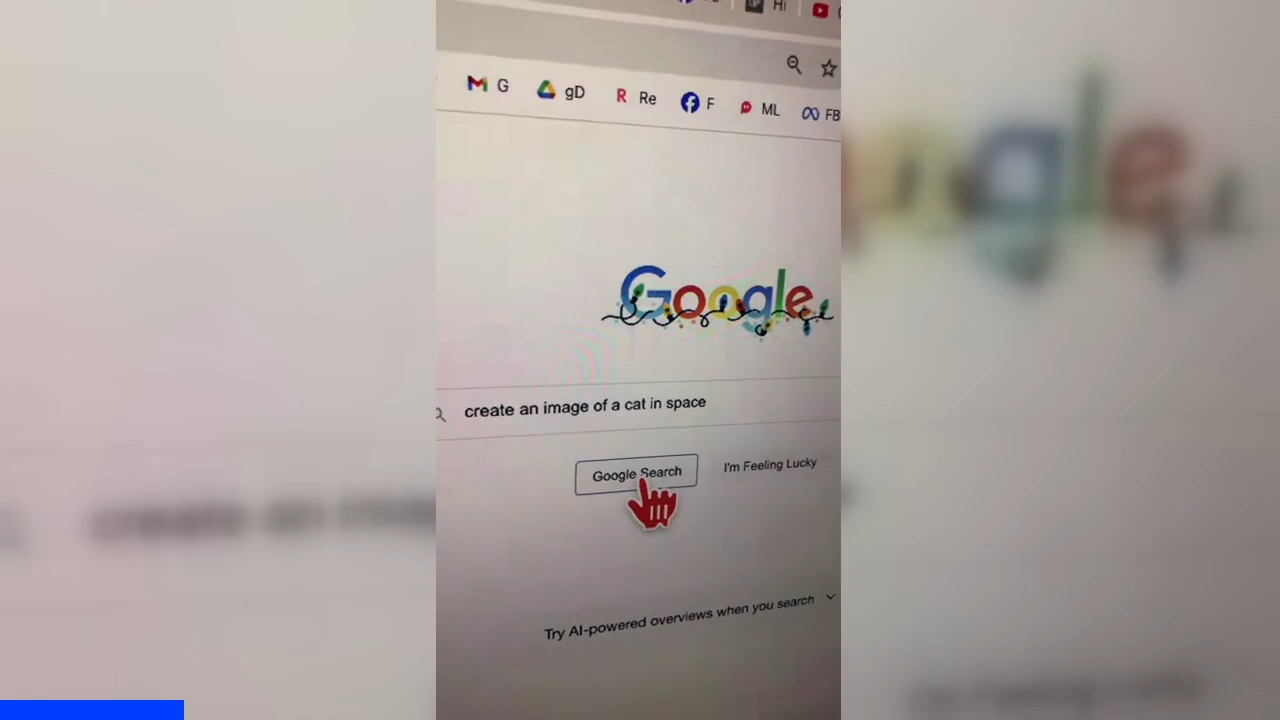 Hi
G gD Re F ML FB
Google
create an image of a cat in space
Google Search I'm Feeling Lucky
Try AI-powered overviews when you search